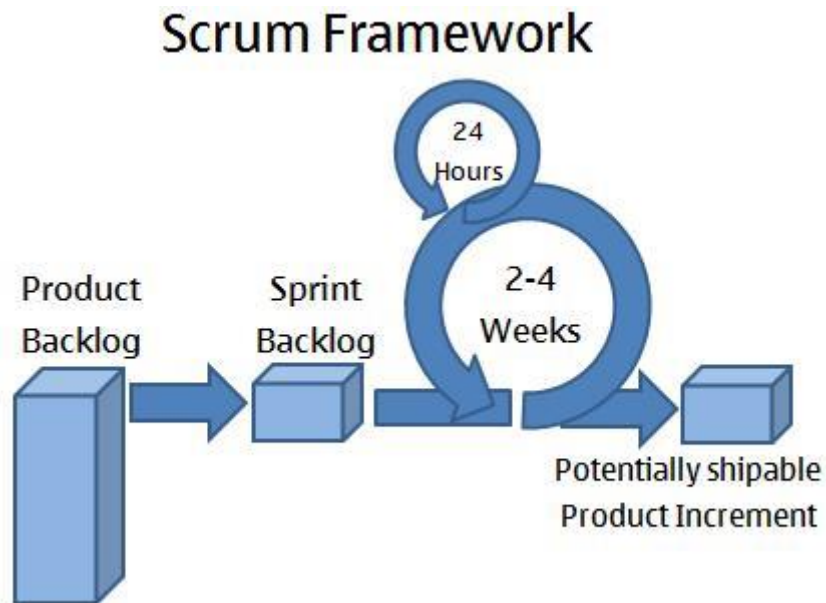 Scrum Framework
24
Hours
Product
Backlog
Sprint
Backlog
2-4
Weeks
Potentially shipable
Product Increment